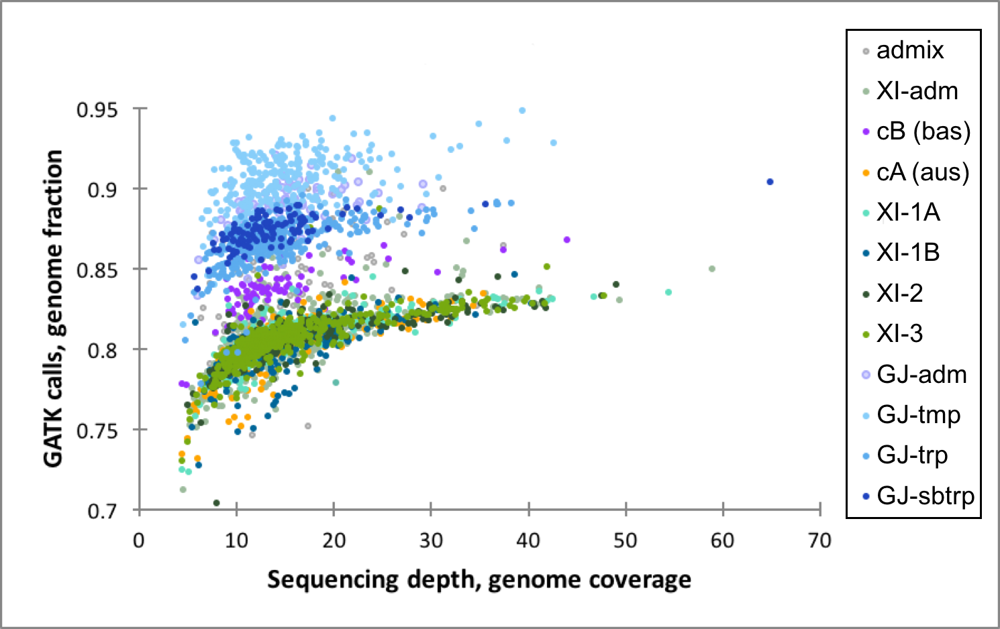 admix
XI-adm
cB (bas)
cA (aus)
XI-1A
XI-1B
XI-2
XI-3
GJ-adm
GJ-tmp
GJ-trp
GJ-sbtrp
GATK calls, genome fraction
0.95
0.9
0.85
0.8
0.75
0.7
0 10 20 30 40 50 60 70
Sequencing depth, genome coverage